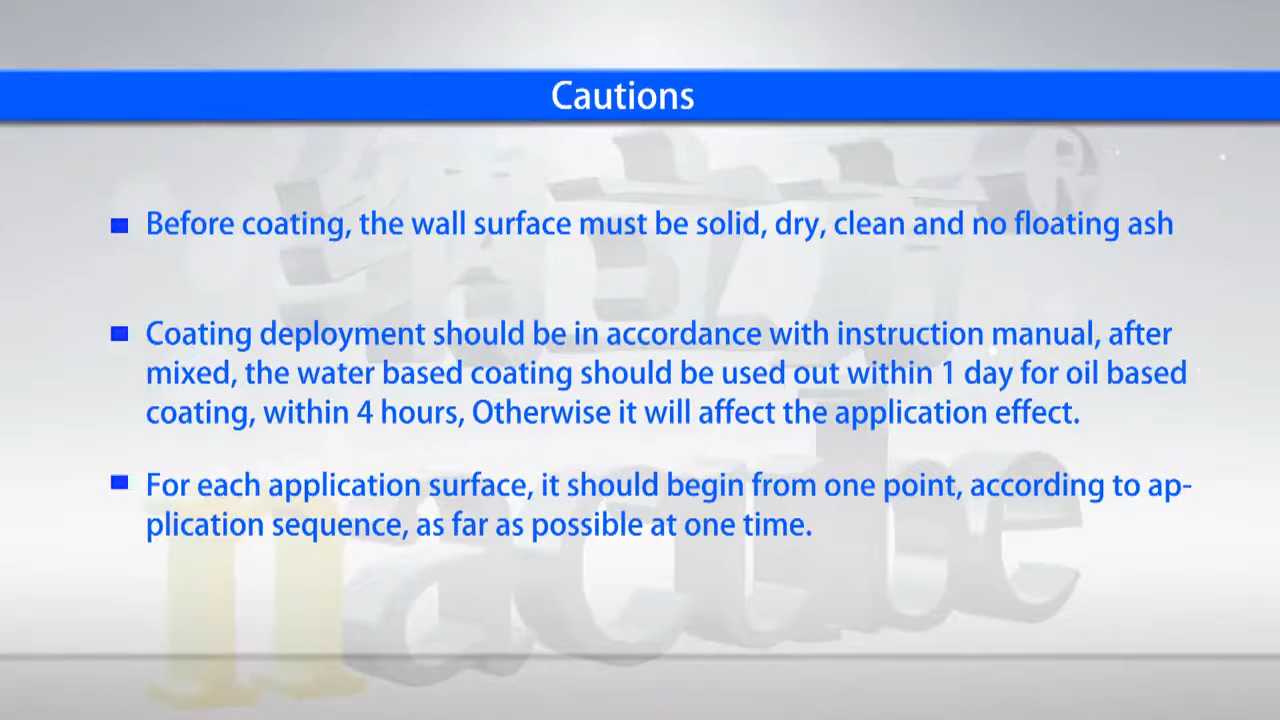 Cautions
Before coating, the wall surface must be solid, dry, clean and no floating ash
Coating deployment should be in accordance with instruction manual, after
mixed, the water based coating should be used out within 1 day for oil based
coating, within 4 hours, Otherwise it will affect the application effect.
For each application surface, it should begin from one point, according to ap-
plication sequence, as far as possible at one time.